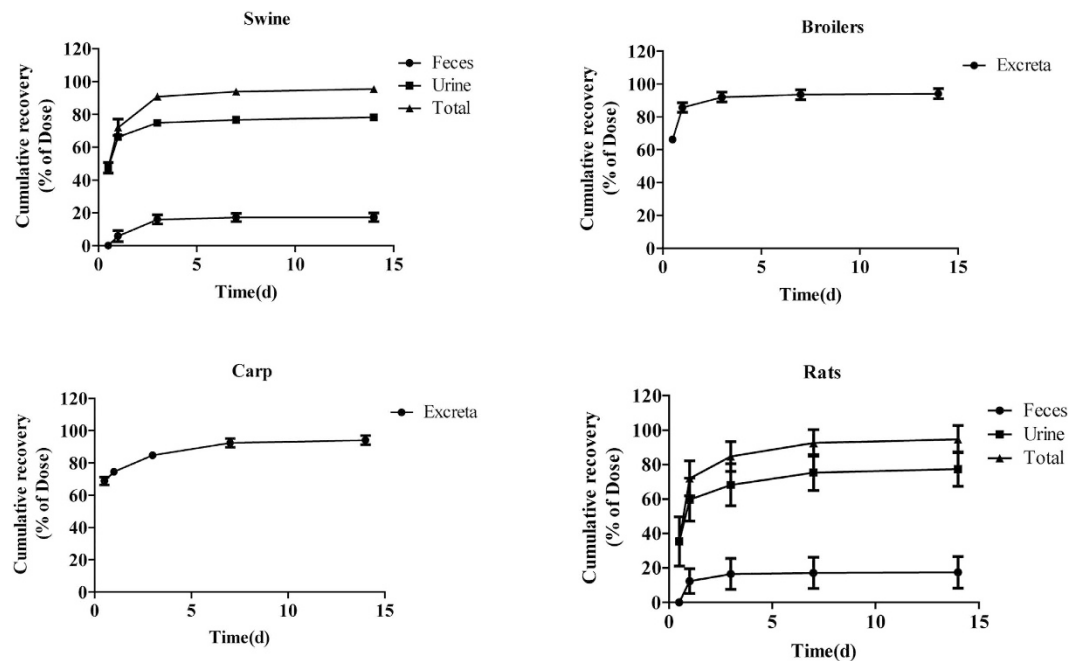 Swine
Cumulative recovery
(% of Dose)
120
100
80
60
40
20
0
0 5 10 15
Time(d)
Feces
Urine
Total
Broilers
Cumulative recovery
(% of Dose)
120
100
80
60
40
20
0
0 5 10 15
Time(d)
Excreta
Carp
Cumulative recovery
(% of Dose)
120
100
80
60
40
20
0
0 5 10 15
Time(d)
Excreta
Rats
Cumulative recovery
(% of Dose)
120
100
80
60
40
20
0
0 5 10 15
Time(d)
Feces
Urine
Total